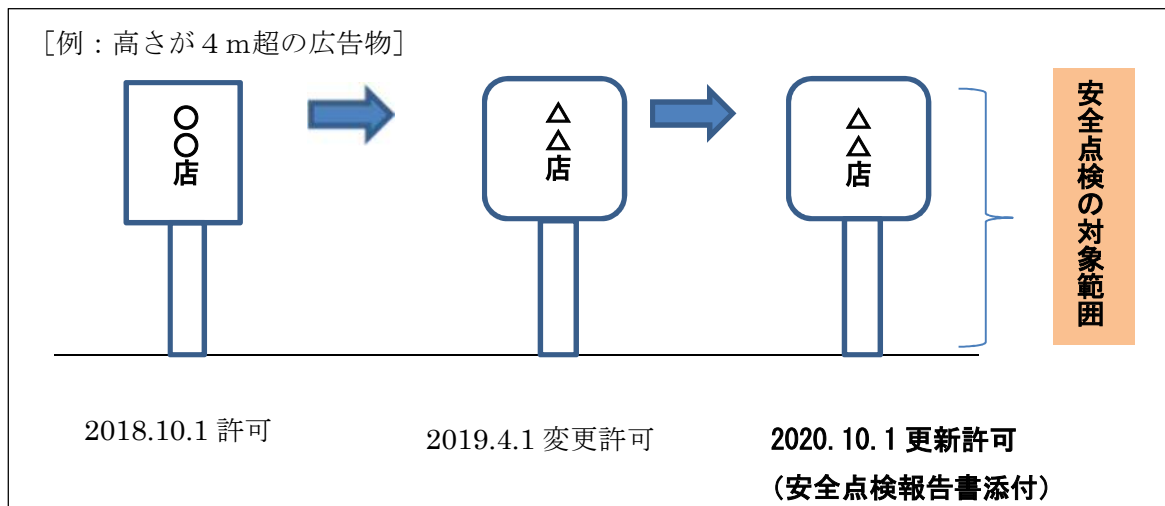 ［例：高さが４ｍ超の広告物］
○○店
△△店
△△店
安全点検の対象範囲
2018.10.1 許可
2019.4.1 変更許可
2020.10.1 更新許可
（安全点検報告書添付）